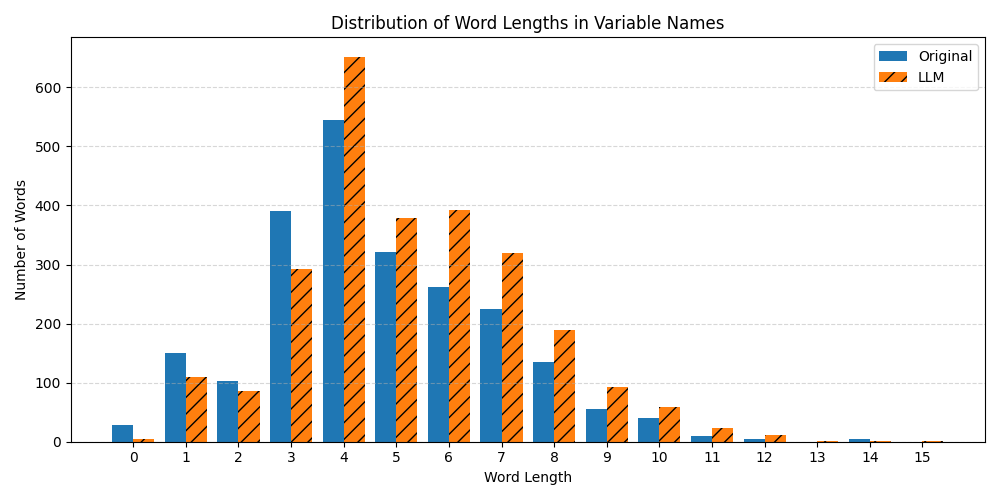 Distribution of Word Lengths in Variable Names
Original
LLM
Number of Words
600
500
400
300
200
100
0
0 1 2 3 4 5 6 7 8 9 10 11 12 13 14 15
Word Length